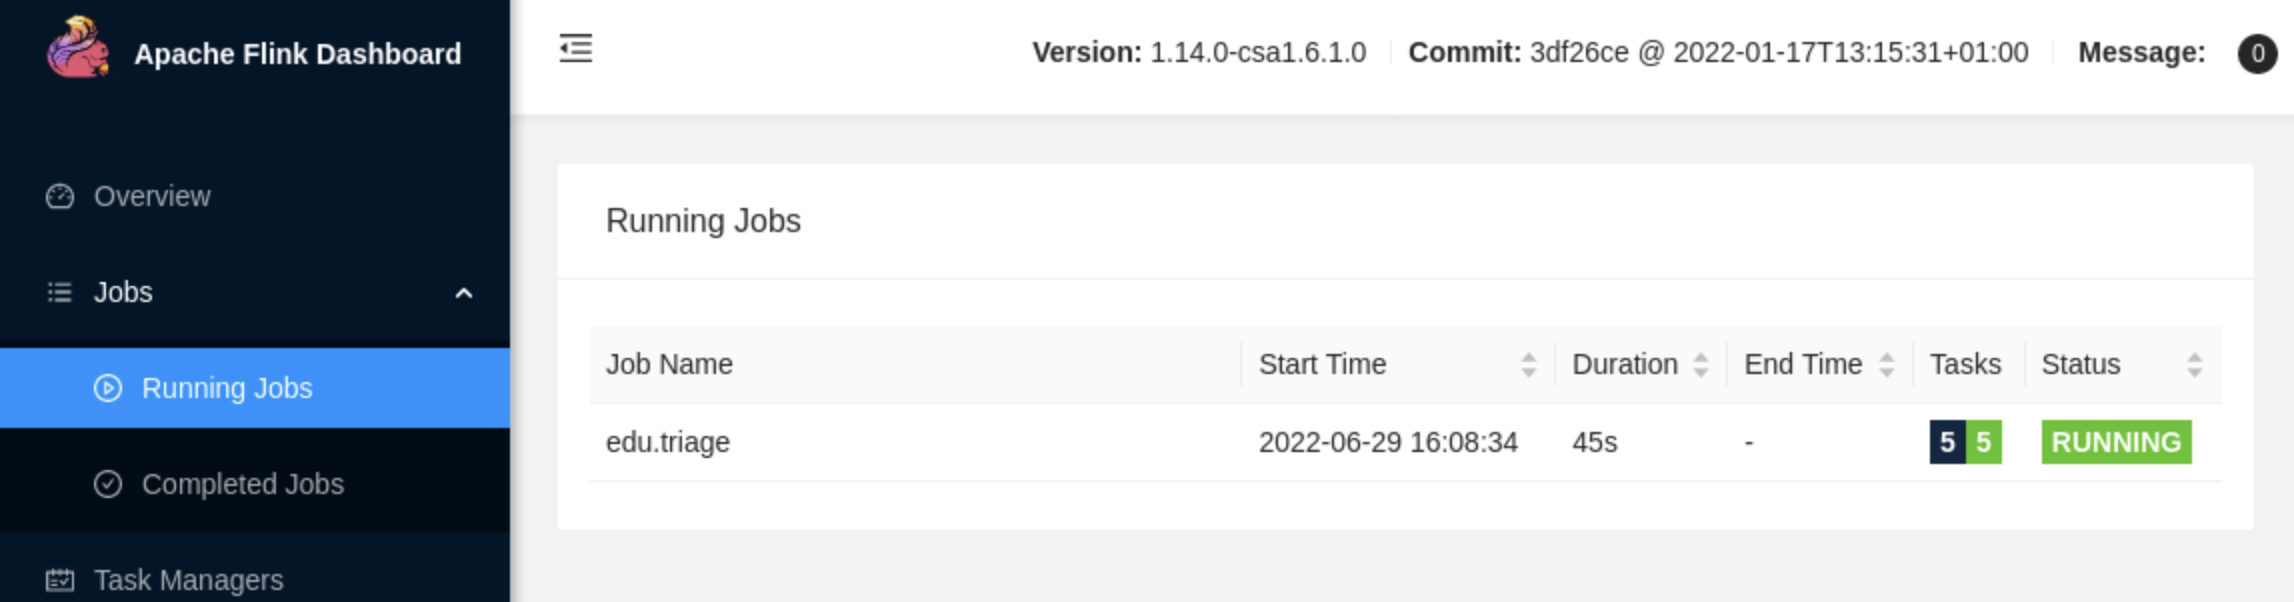 Apache Flink Dashboard
Version: 1.14.0-csa1.6.1.0 Commit: 3df26ce @ 2022-01-17T13:15:31+01:00 Message: 0
Overview
Jobs
Running Jobs
Completed Jobs
Task Managers
Running Jobs
Job Name Start Time Duration End Time Tasks Status
edu.triage 2022-06-29 16:08:34 45s - 5 5 RUNNING